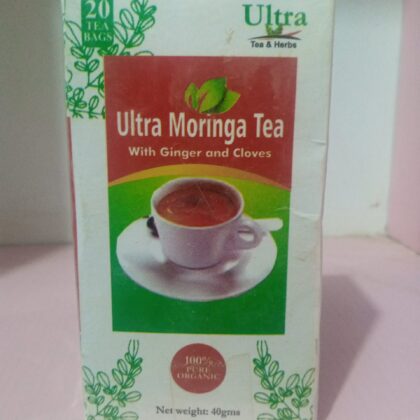 20
TEA
BAGS
Ultra
Tea & Herbs
Ultra Moringa Tea
With Ginger and Cloves
100%
PURE
ORGANIC
Net weight: 40gms